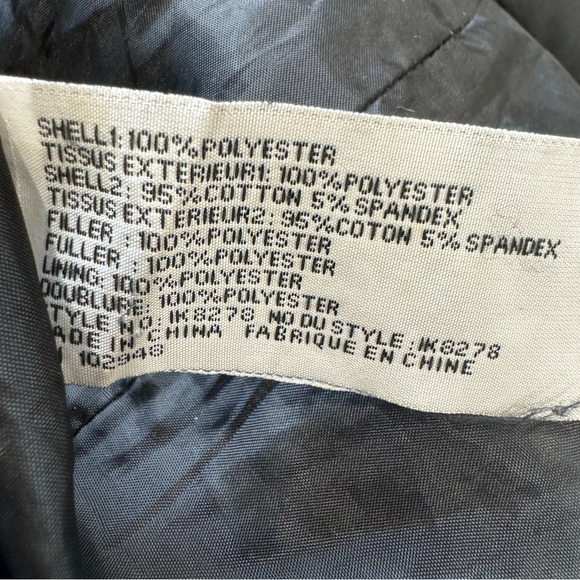 SHELL1:100%POLYESTER
TISSUS EXTERIEUR1: 100%POLYESTER
SHELL2: 95%COTTON 5% SPANDEX
TISSUS EXTERIEUR2: 95%COTON 5% SPANDEX
FILLER :100%POLYESTER
FULLER :100%POLYESTER
LINING:100%POLYESTER
DOUBLURE:100%POLYESTER
STYLE NO.:IK8278 NO DU STYLE:IK8278
MADE IN CHINA FABRIQUE EN CHINE
102948